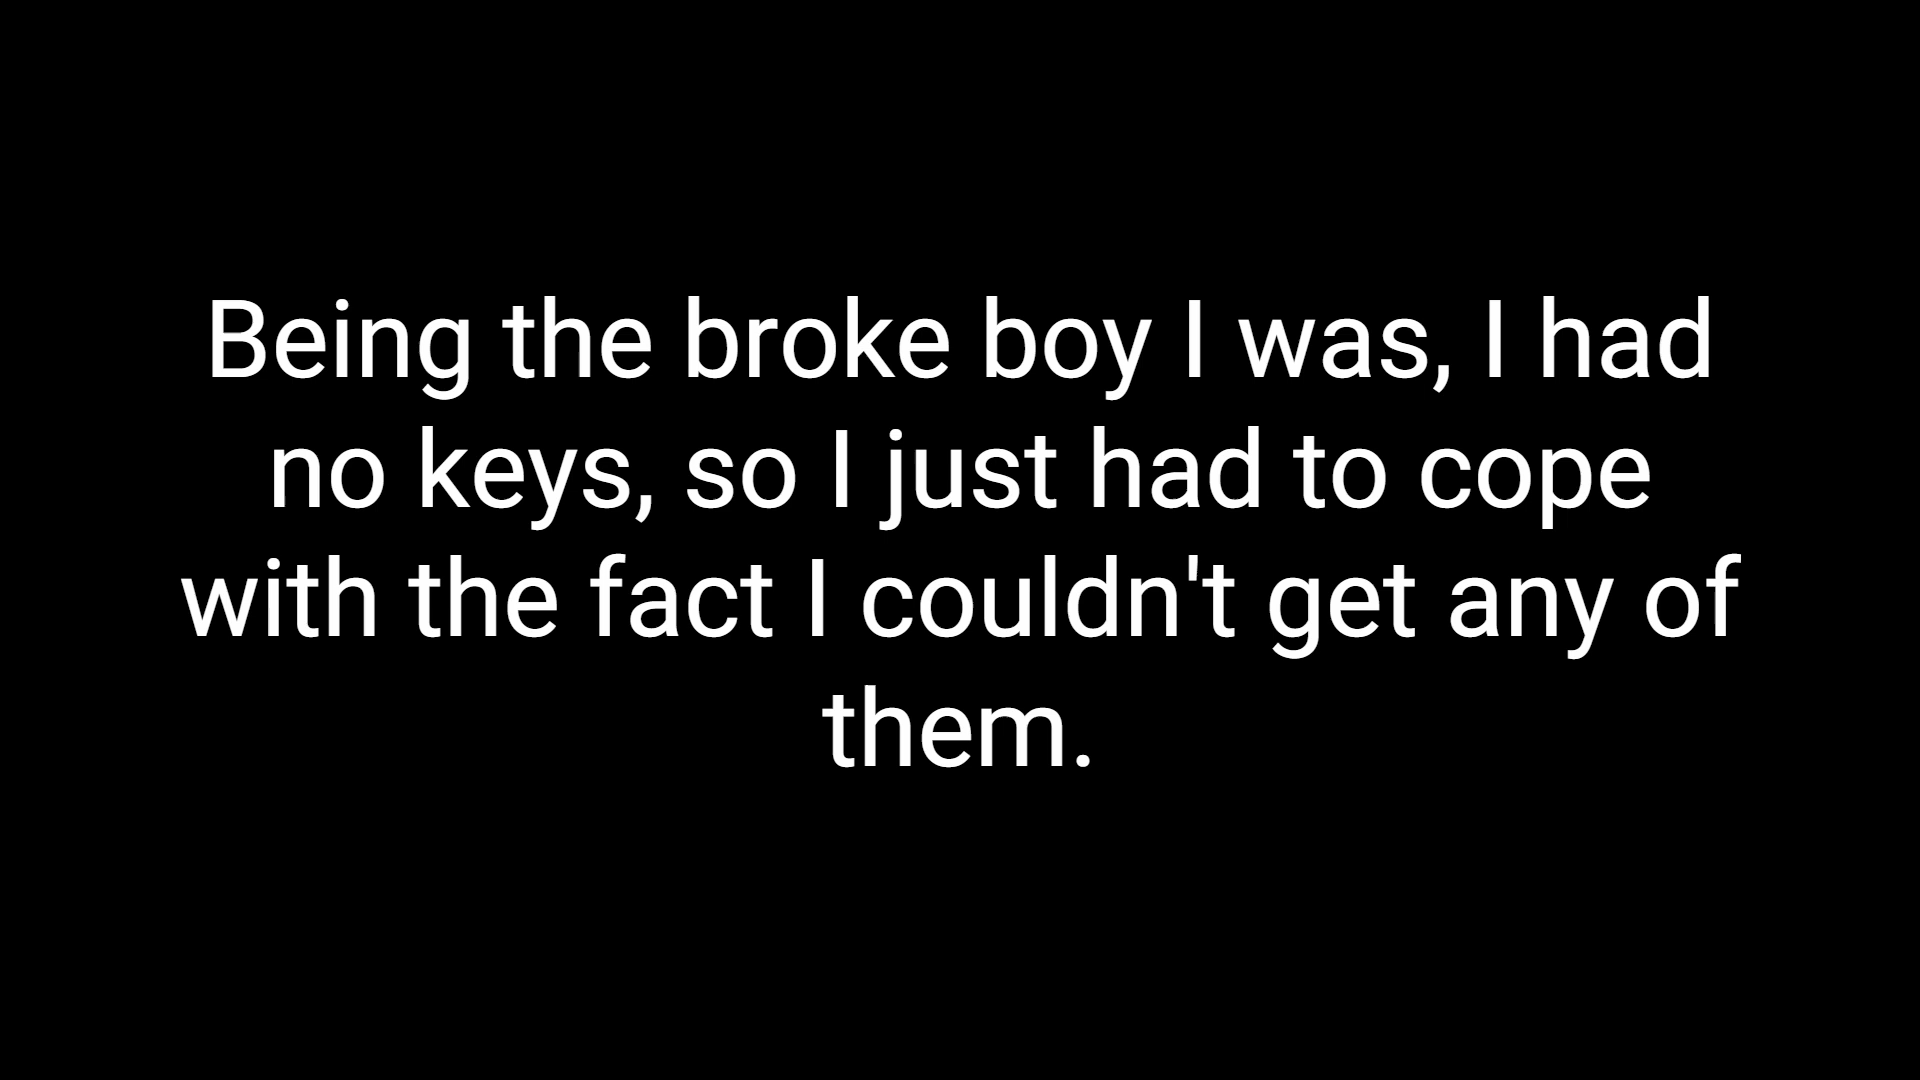 Being the broke boy I was, I had
no keys, so I just had to cope
with the fact I couldn't get any of
them.